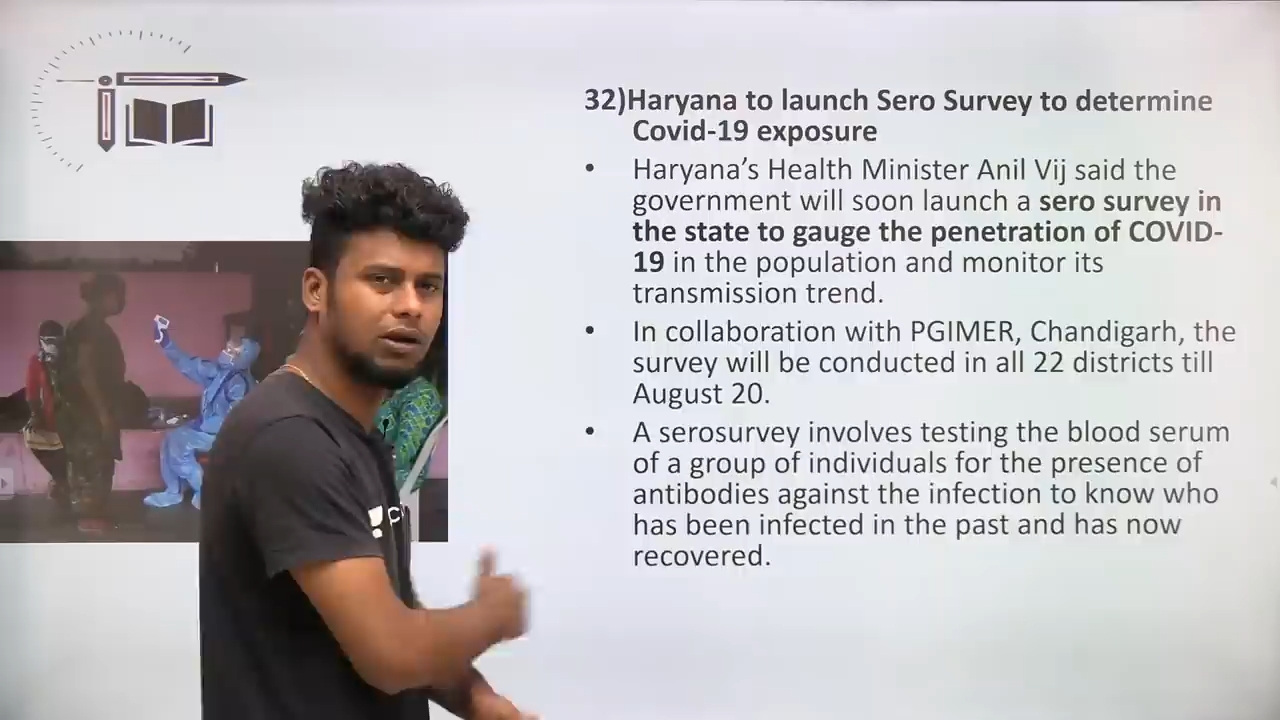 32)Haryana to launch Sero Survey to determine
Covid-19 exposure
• Haryana’s Health Minister Anil Vij said the
government will soon launch a sero survey in
the state to gauge the penetration of COVID-
19 in the population and monitor its
transmission trend.
• In collaboration with PGIMER, Chandigarh, the
survey will be conducted in all 22 districts till
August 20.
• A serosurvey involves testing the blood serum
of a group of individuals for the presence of
antibodies against the infection to know who
has been infected in the past and has now
recovered.